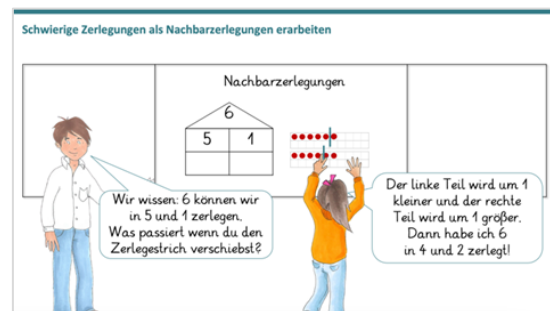 Schwierige Zerlegungen als Nachbarzerlegungen erarbeiten
Nachbarzerlegungen
6
5 1
Wir wissen: 6 können wir
in 5 und 1 zerlegen.
Was passiert wenn du den
Zerlegestrich verschiebst?
Der linke Teil wird um 1
kleiner und der rechte
Teil wird um 1 größer.
Dann habe ich 6
in 4 und 2 zerlegt!